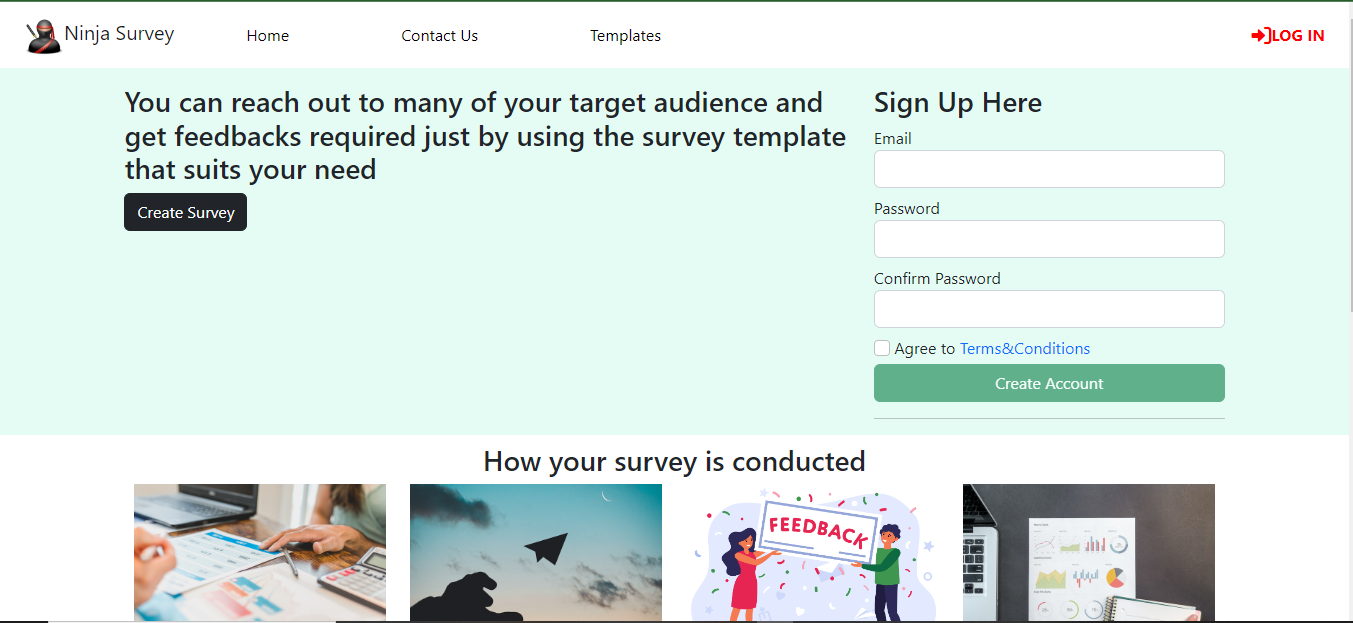 Ninja Survey
Home
Contact Us
Templates
LOG IN
You can reach out to many of your target audience and
get feedbacks required just by using the survey template
that suits your need
Create Survey
Sign Up Here
Email
Password
Confirm Password
Agree to Terms&Conditions
Create Account
How your survey is conducted
FEEDBACK